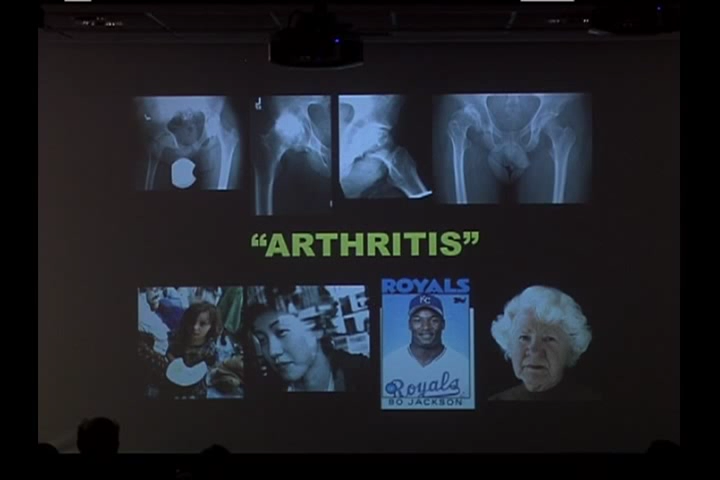 "ARTHRITIS"
ROYALS
KC
Royals
BO JACKSON